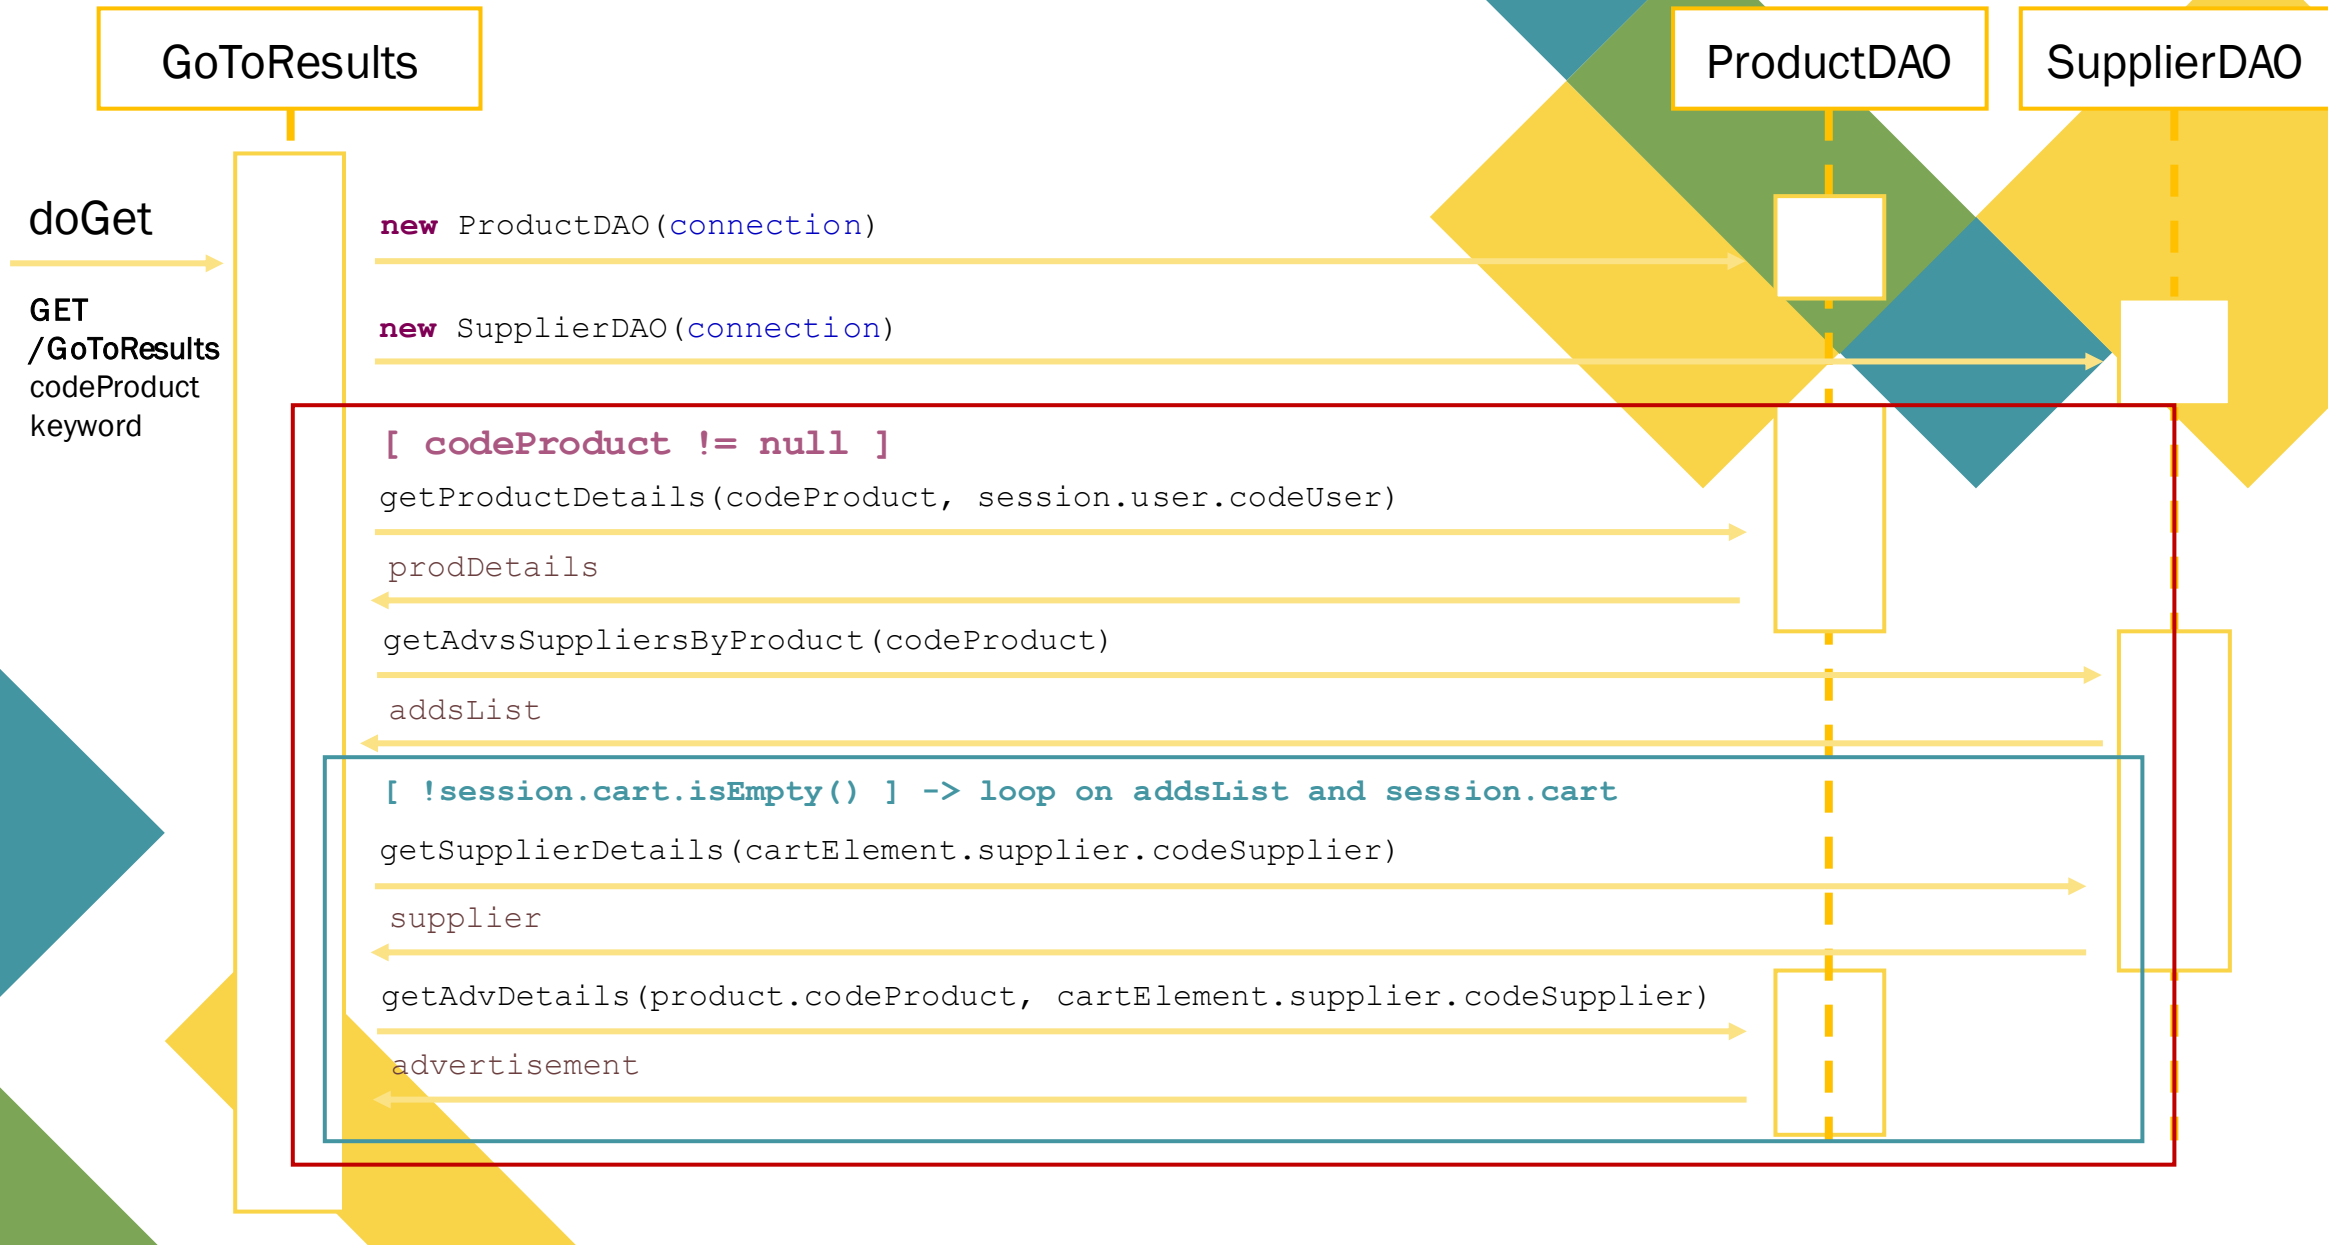 GoToResults
ProductDAO
SupplierDAO
doGet
new ProductDAO(connection)
GET
/GoToResults
codeProduct
keyword
new SupplierDAO(connection)
[ codeProduct != null ]
getProductDetails(codeProduct, session.user.codeUser)
prodDetails
getAdvsSuppliersByProduct(codeProduct)
addsList
[ !session.cart.isEmpty() ] -> loop on addsList and session.cart
getSupplierDetails(cartElement.supplier.codeSupplier)
supplier
getAdvDetails(product.codeProduct, cartElement.supplier.codeSupplier)
advertisement